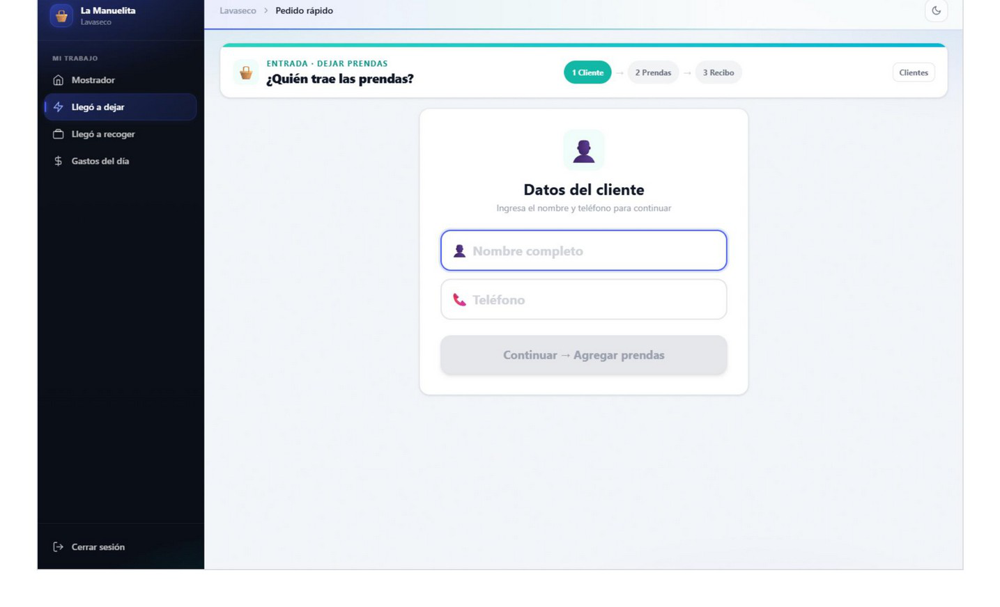 La Manuelita
Lavaseco
MI TRABAJO
Mostrador
Llegó a dejar
Llegó a recoger
Gastos del día
Cerrar sesión
Lavaseco > Pedido rápido
ENTRADA · DEJAR PRENDAS
¿Quién trae las prendas?
1 Cliente → 2 Prendas → 3 Recibo
Clientes
Datos del cliente
Ingresa el nombre y teléfono para continuar
Nombre completo
Teléfono
Continuar → Agregar prendas